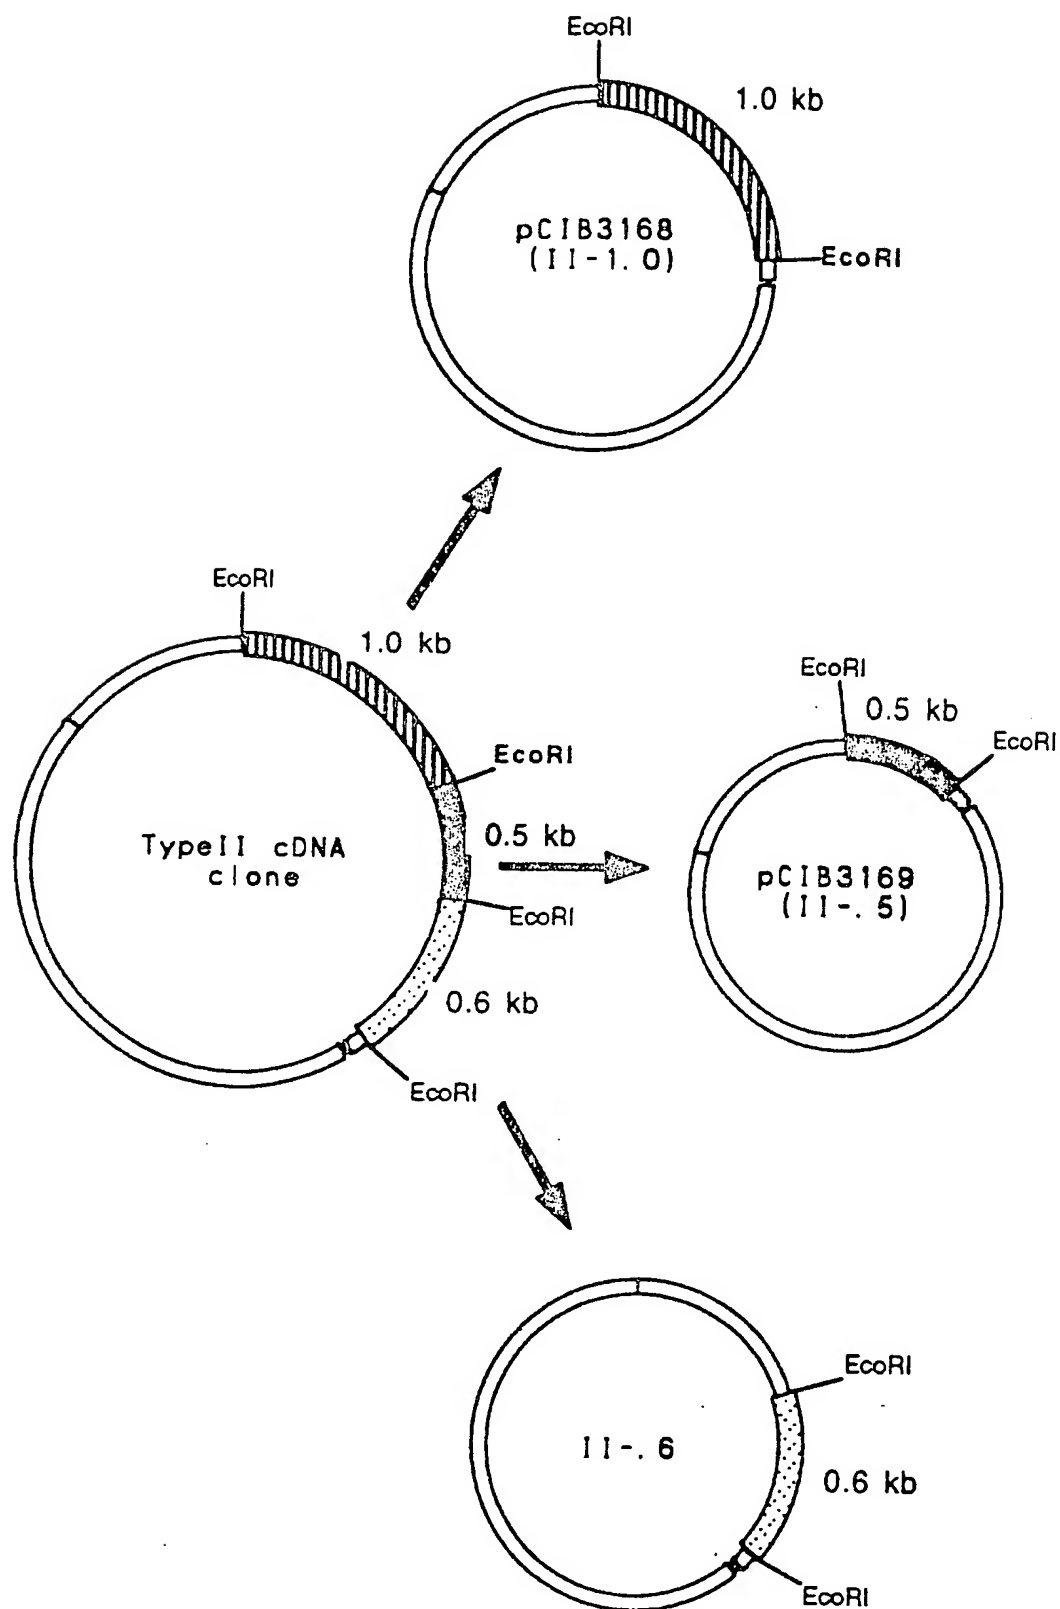 EcoRI
1.0 kb
pCIB3168
(II-1.0)
EcoRI
EcoRI
1.0 kb
EcoRI
0.5 kb
EcoRI
EcoRI
TypeII cDNA
clone
0.5 kb
pCIB3169
(II-.5)
EcoRI
0.6 kb
EcoRI
EcoRI
II-.6
0.6 kb
EcoRI